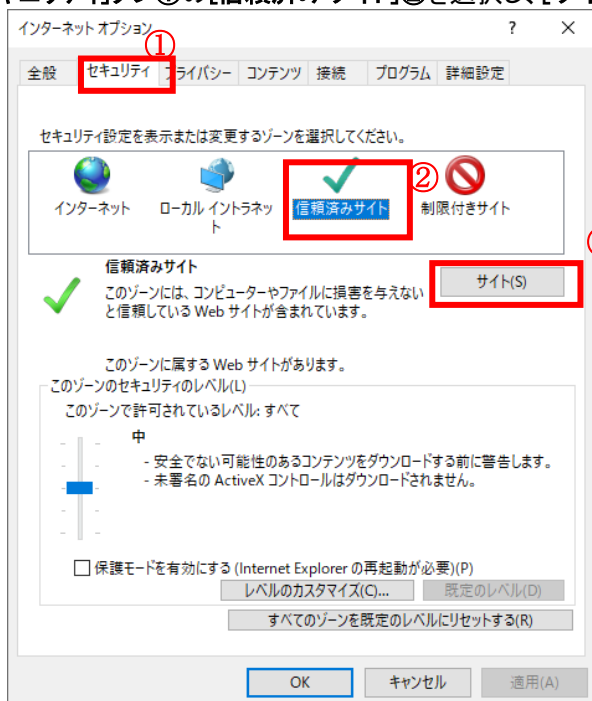 インターネット オプション ? ×
①
全般 セキュリティ プライバシー コンテンツ 接続 プログラム 詳細設定
セキュリティ設定を表示または変更するゾーンを選択してください。
②
インターネット ローカル イントラネット 信頼済みサイト 制限付きサイト
信頼済みサイト
サイト(S)
このゾーンには、コンピューターやファイルに損害を与えない
と信頼している Web サイトが含まれています。
このゾーンに属する Web サイトがあります。
このゾーンのセキュリティのレベル(L)
このゾーンで許可されているレベル: すべて
中
- 安全でない可能性のあるコンテンツをダウンロードする前に警告します。
- 未署名の ActiveX コントロールはダウンロードされません。
保護モードを有効にする (Internet Explorer の再起動が必要)(P)
レベルのカスタマイズ(C)... 既定のレベル(D)
すべてのゾーンを既定のレベルにリセットする(R)
OK キャンセル 適用(A)